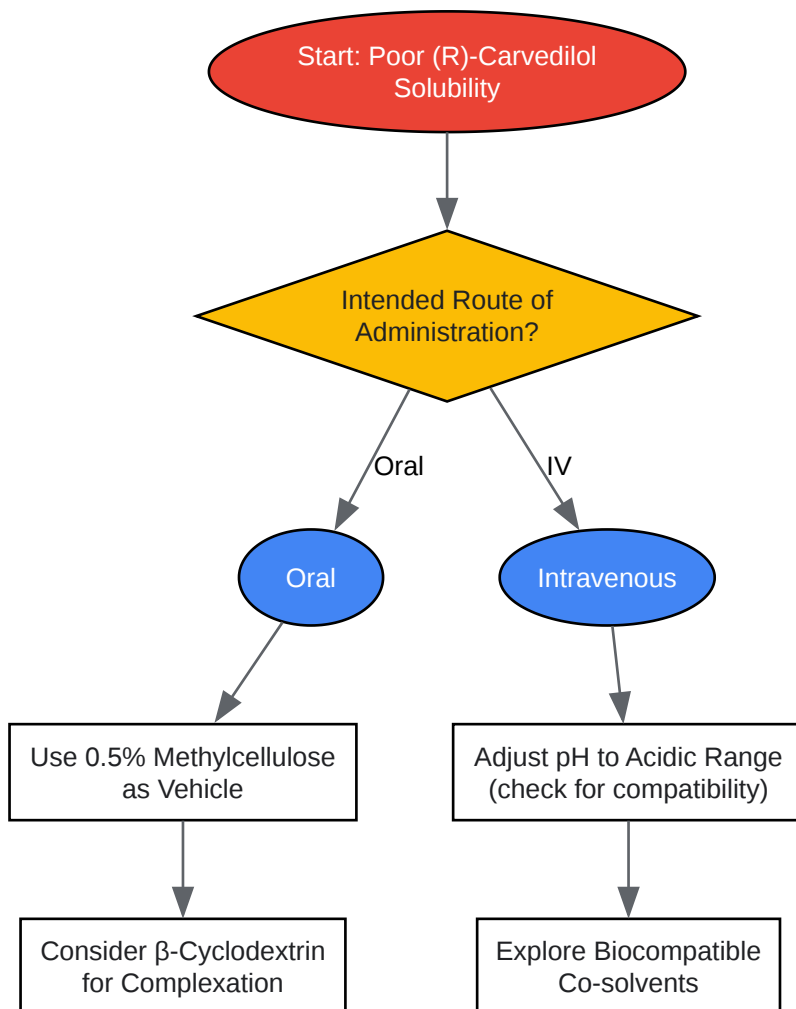 Start: Poor (R)-Carvedilol
Solubility
Intended Route of
Administration?
Oral
IV
Oral
Intravenous
Use 0.5% Methylcellulose
as Vehicle
Adjust pH to Acidic Range
(check for compatibility)
Consider β-Cyclodextrin
for Complexation
Explore Biocompatible
Co-solvents